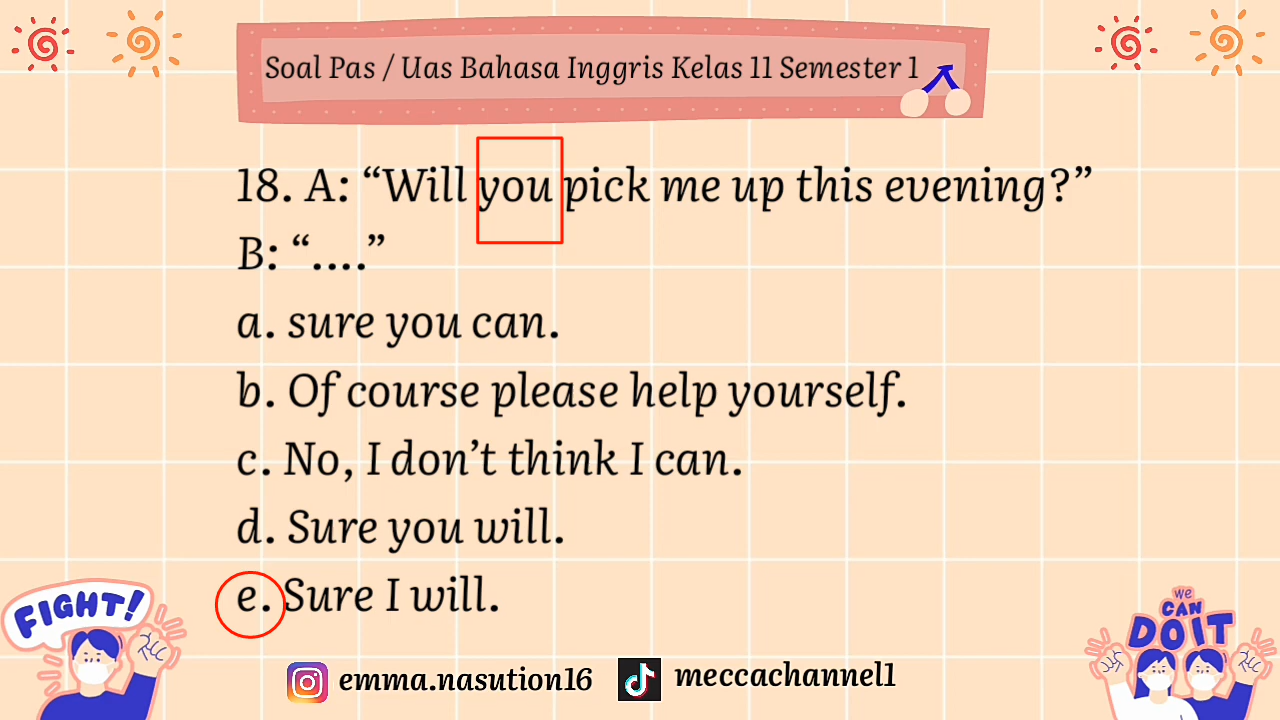 Soal Pas / Uas Bahasa Inggris Kelas 11 Semester 1
18. A: “Will you pick me up this evening?”
B: “....”
a. sure you can.
b. Of course please help yourself.
c. No, I don’t think I can.
d. Sure you will.
e. Sure I will.
FIGHT!
we
CAN
DO IT
emma.nasution16
meccachannel1